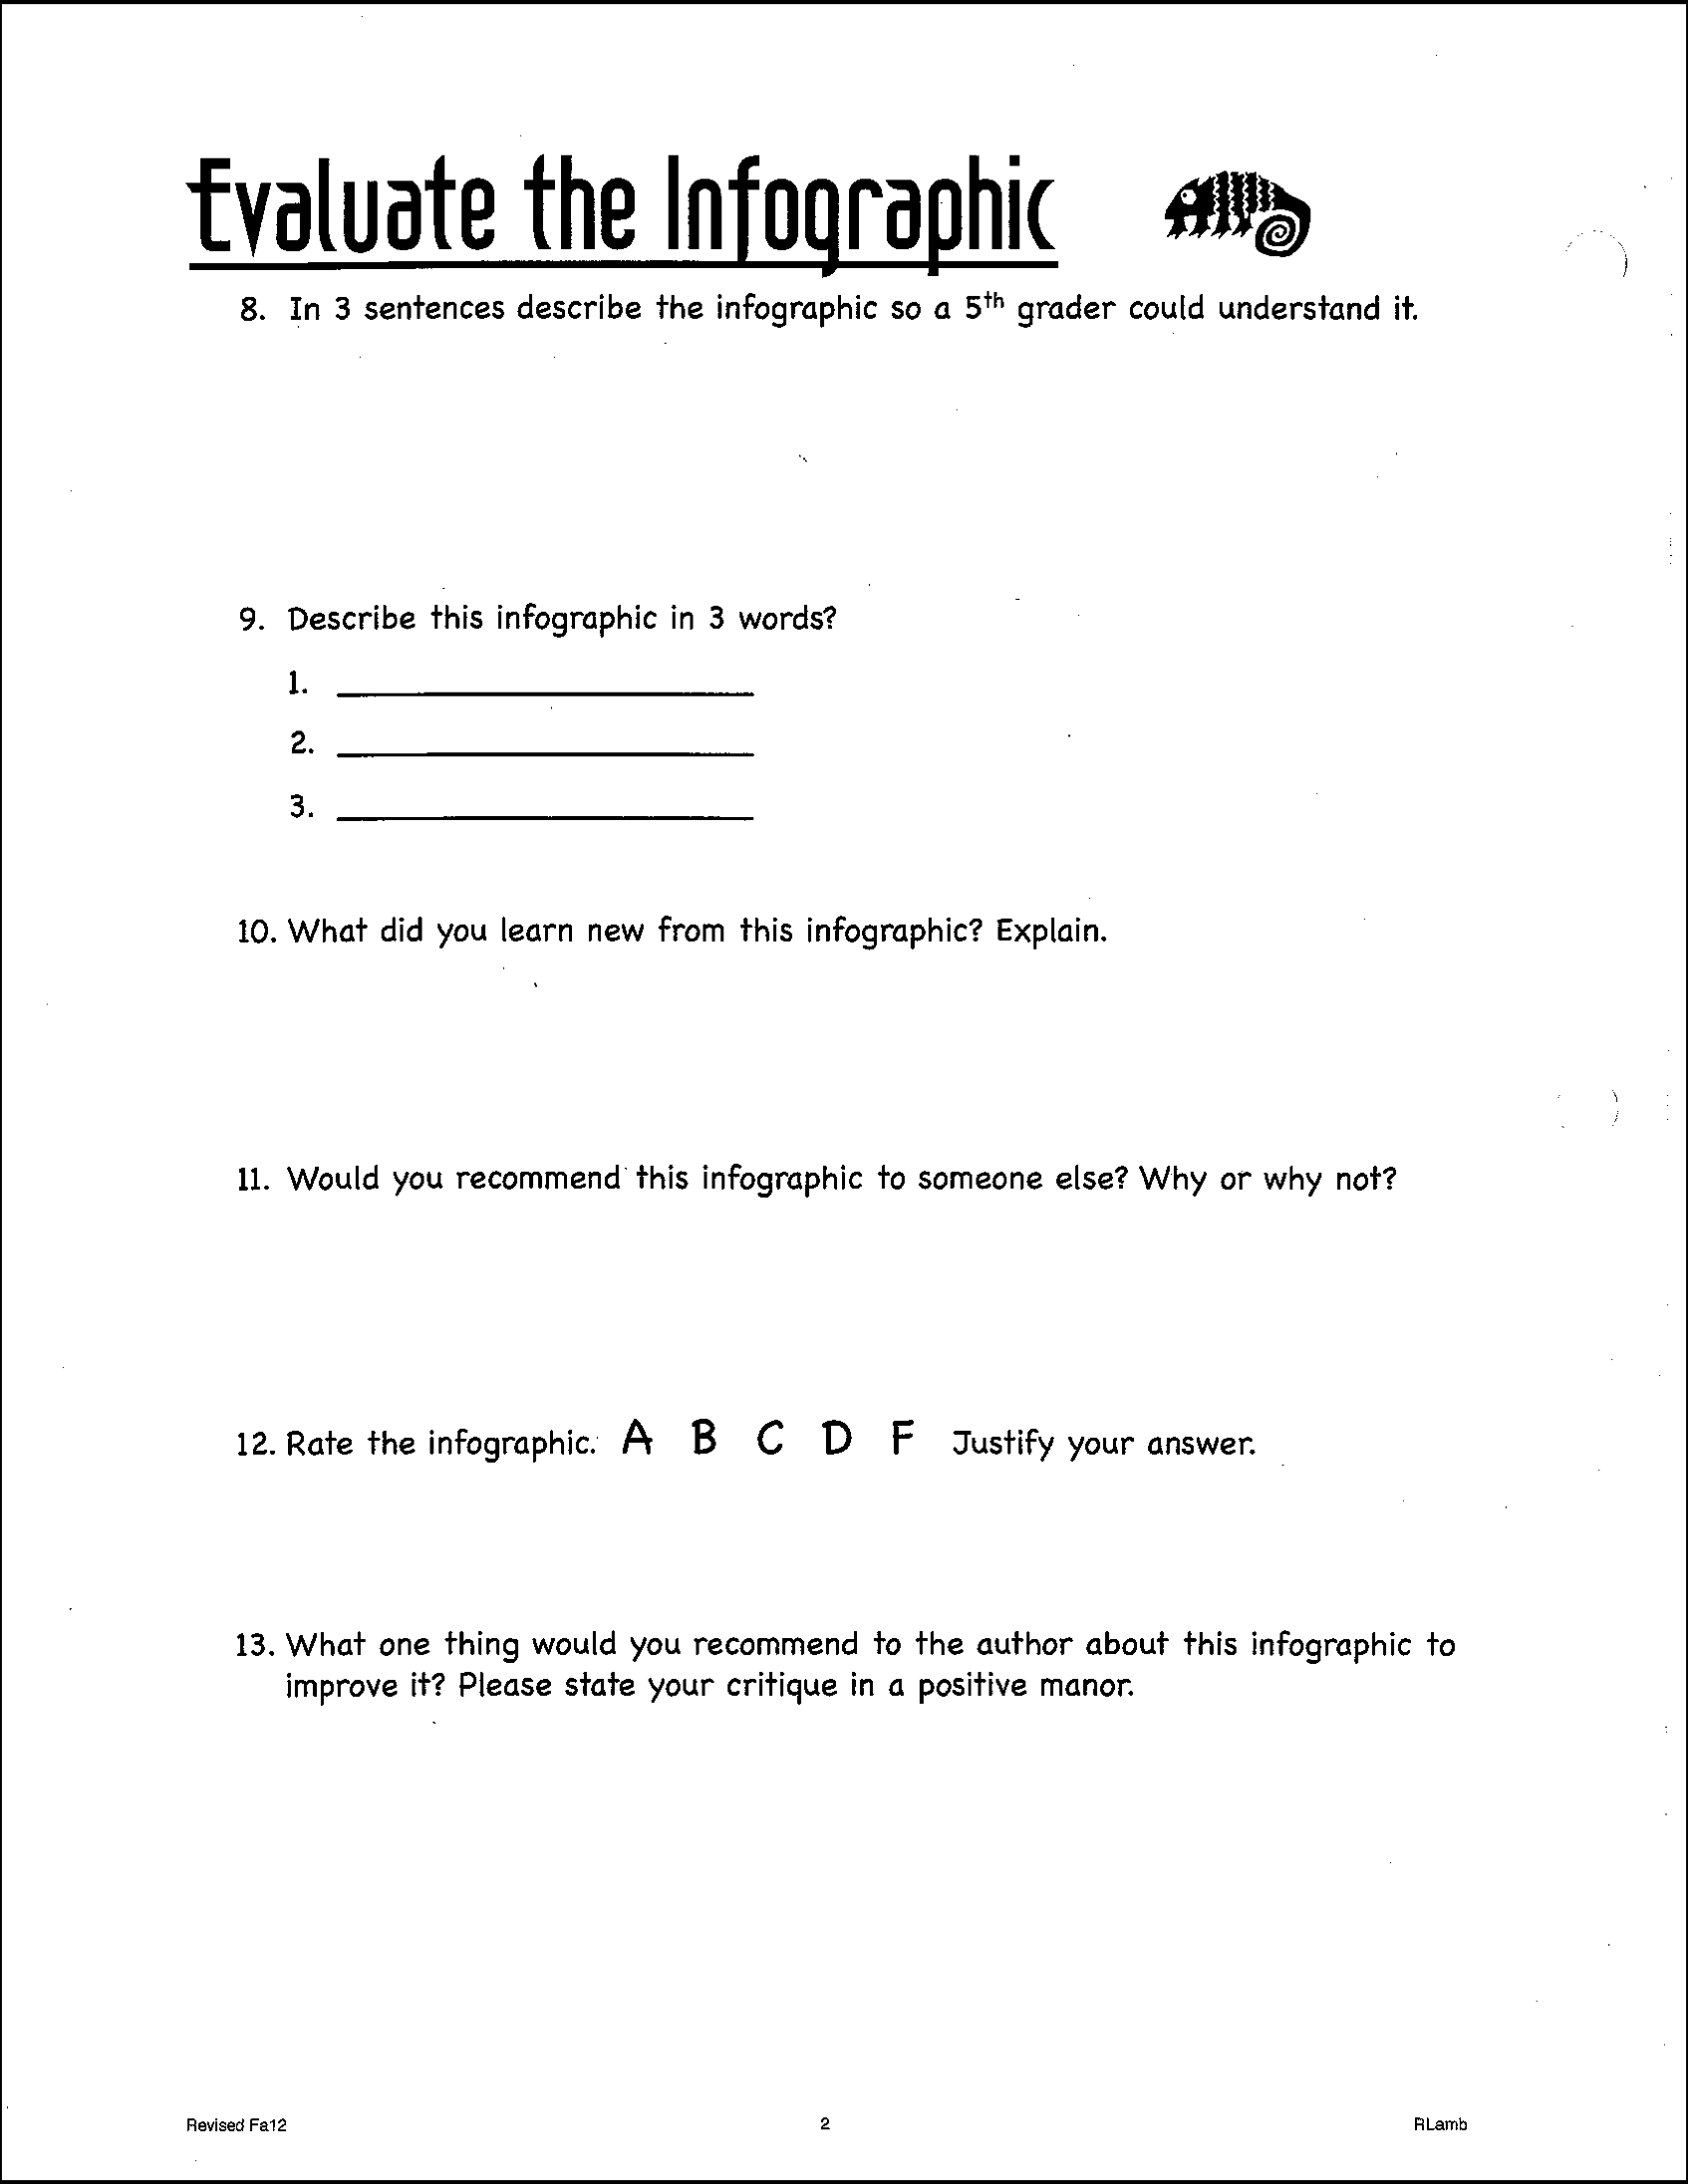 Evaluate the Infographic
8. In 3 sentences describe the infographic so a 5th grader could understand it.
9. Describe this infographic in 3 words?
1.
2.
3.
10. What did you learn new from this infographic? Explain.
11. Would you recommend this infographic to someone else? Why or why not?
12. Rate the infographic. A B C D F Justify your answer.
13. What one thing would you recommend to the author about this infographic to
improve it? Please state your critique in a positive manor.
Revised Fa12 2 RLamb